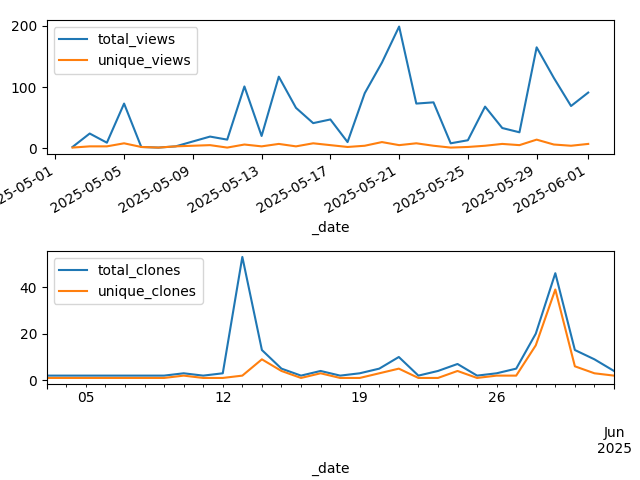 200
100
0
total_views
unique_views
25-05-01
2025-05-05
2025-05-09
2025-05-13
2025-05-17
2025-05-21
2025-05-25
2025-05-29
2025-06-01
_date
40
20
0
total_clones
unique_clones
05
12
19
26
Jun
2025
_date